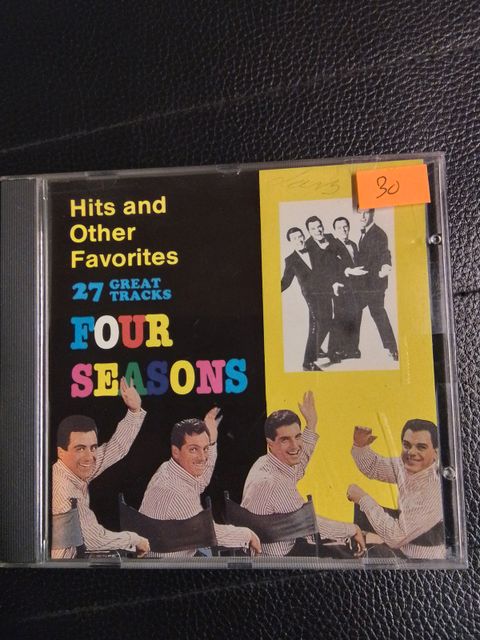 Hits and
Other
Favorites
27 GREAT
TRACKS
FOUR
SEASONS
30